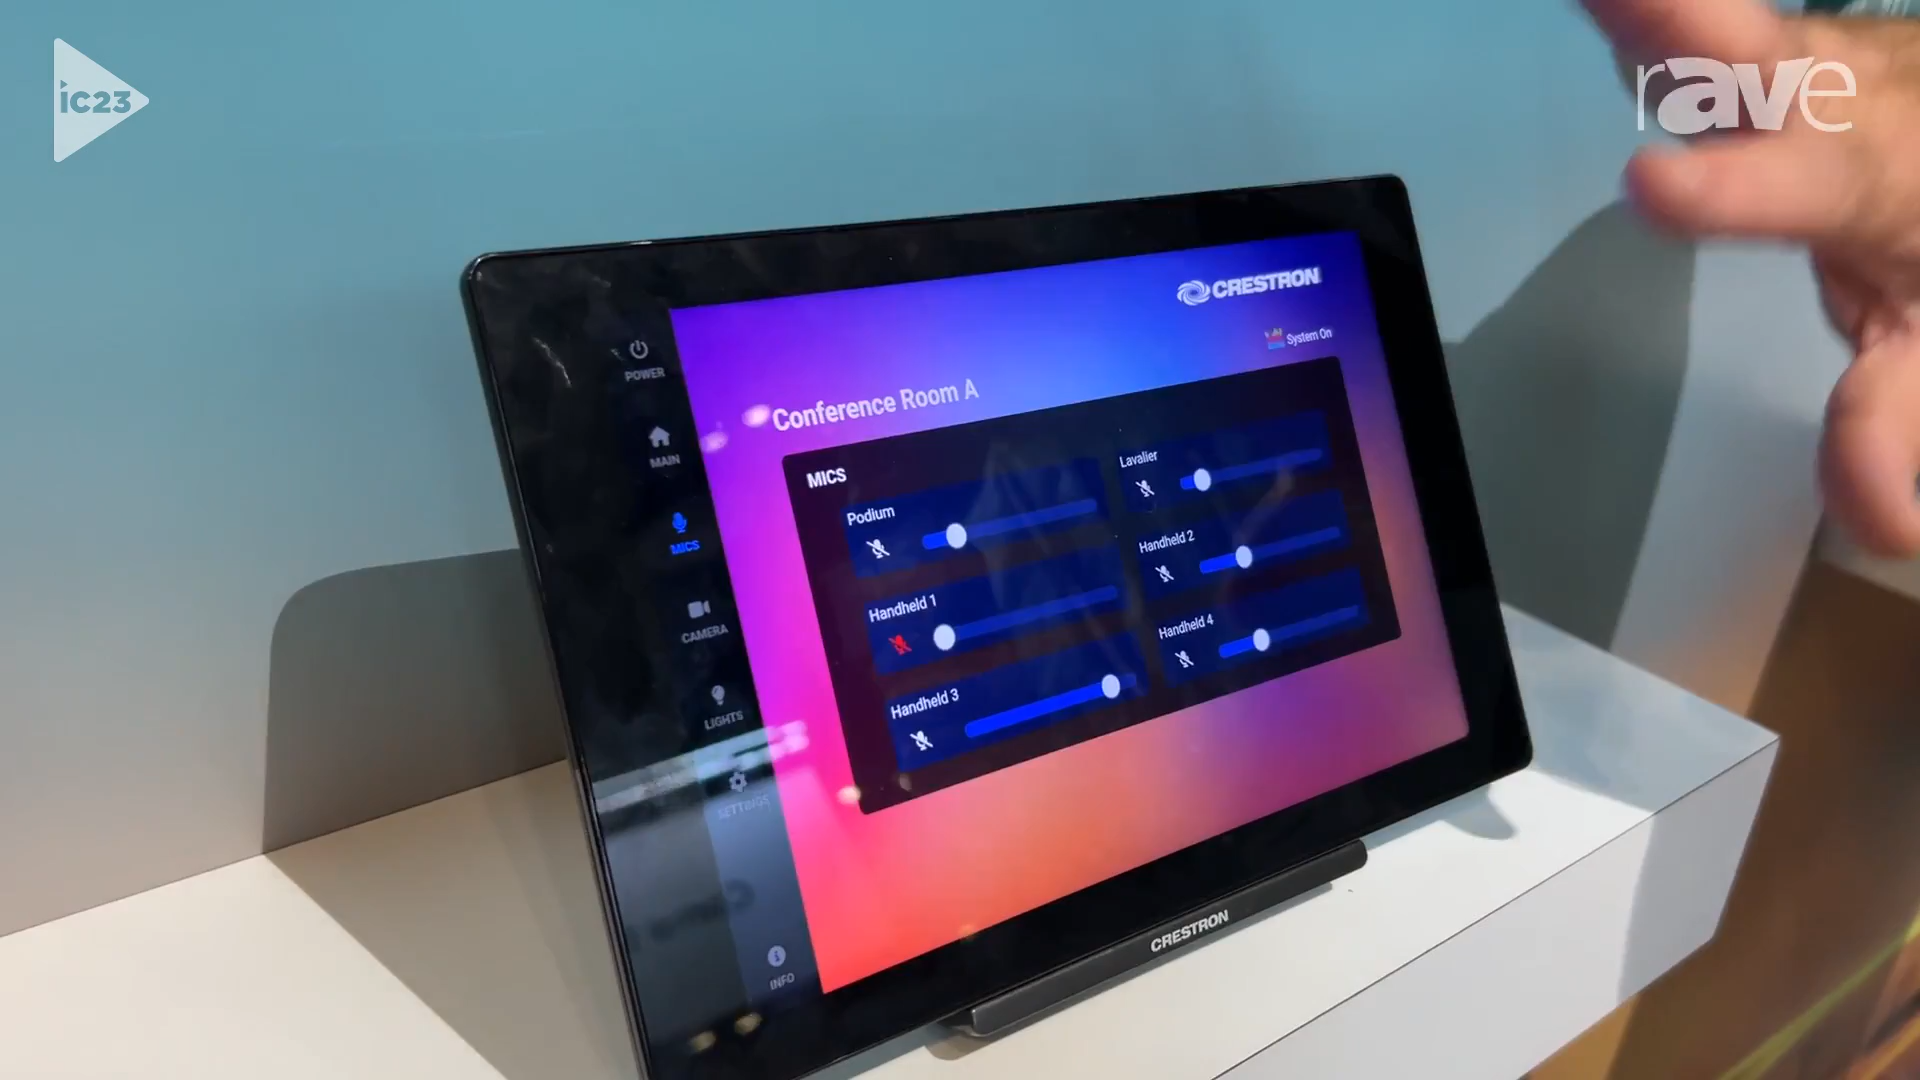 iC23
rAVe
CRESTRON
System On
POWER
MAIN
MICS
CAMERA
LIGHTS
SETTINGS
INFO
Conference Room A
MICS
Podium
Lavalier
Handheld 1
Handheld 2
Handheld 3
Handheld 4
CRESTRON